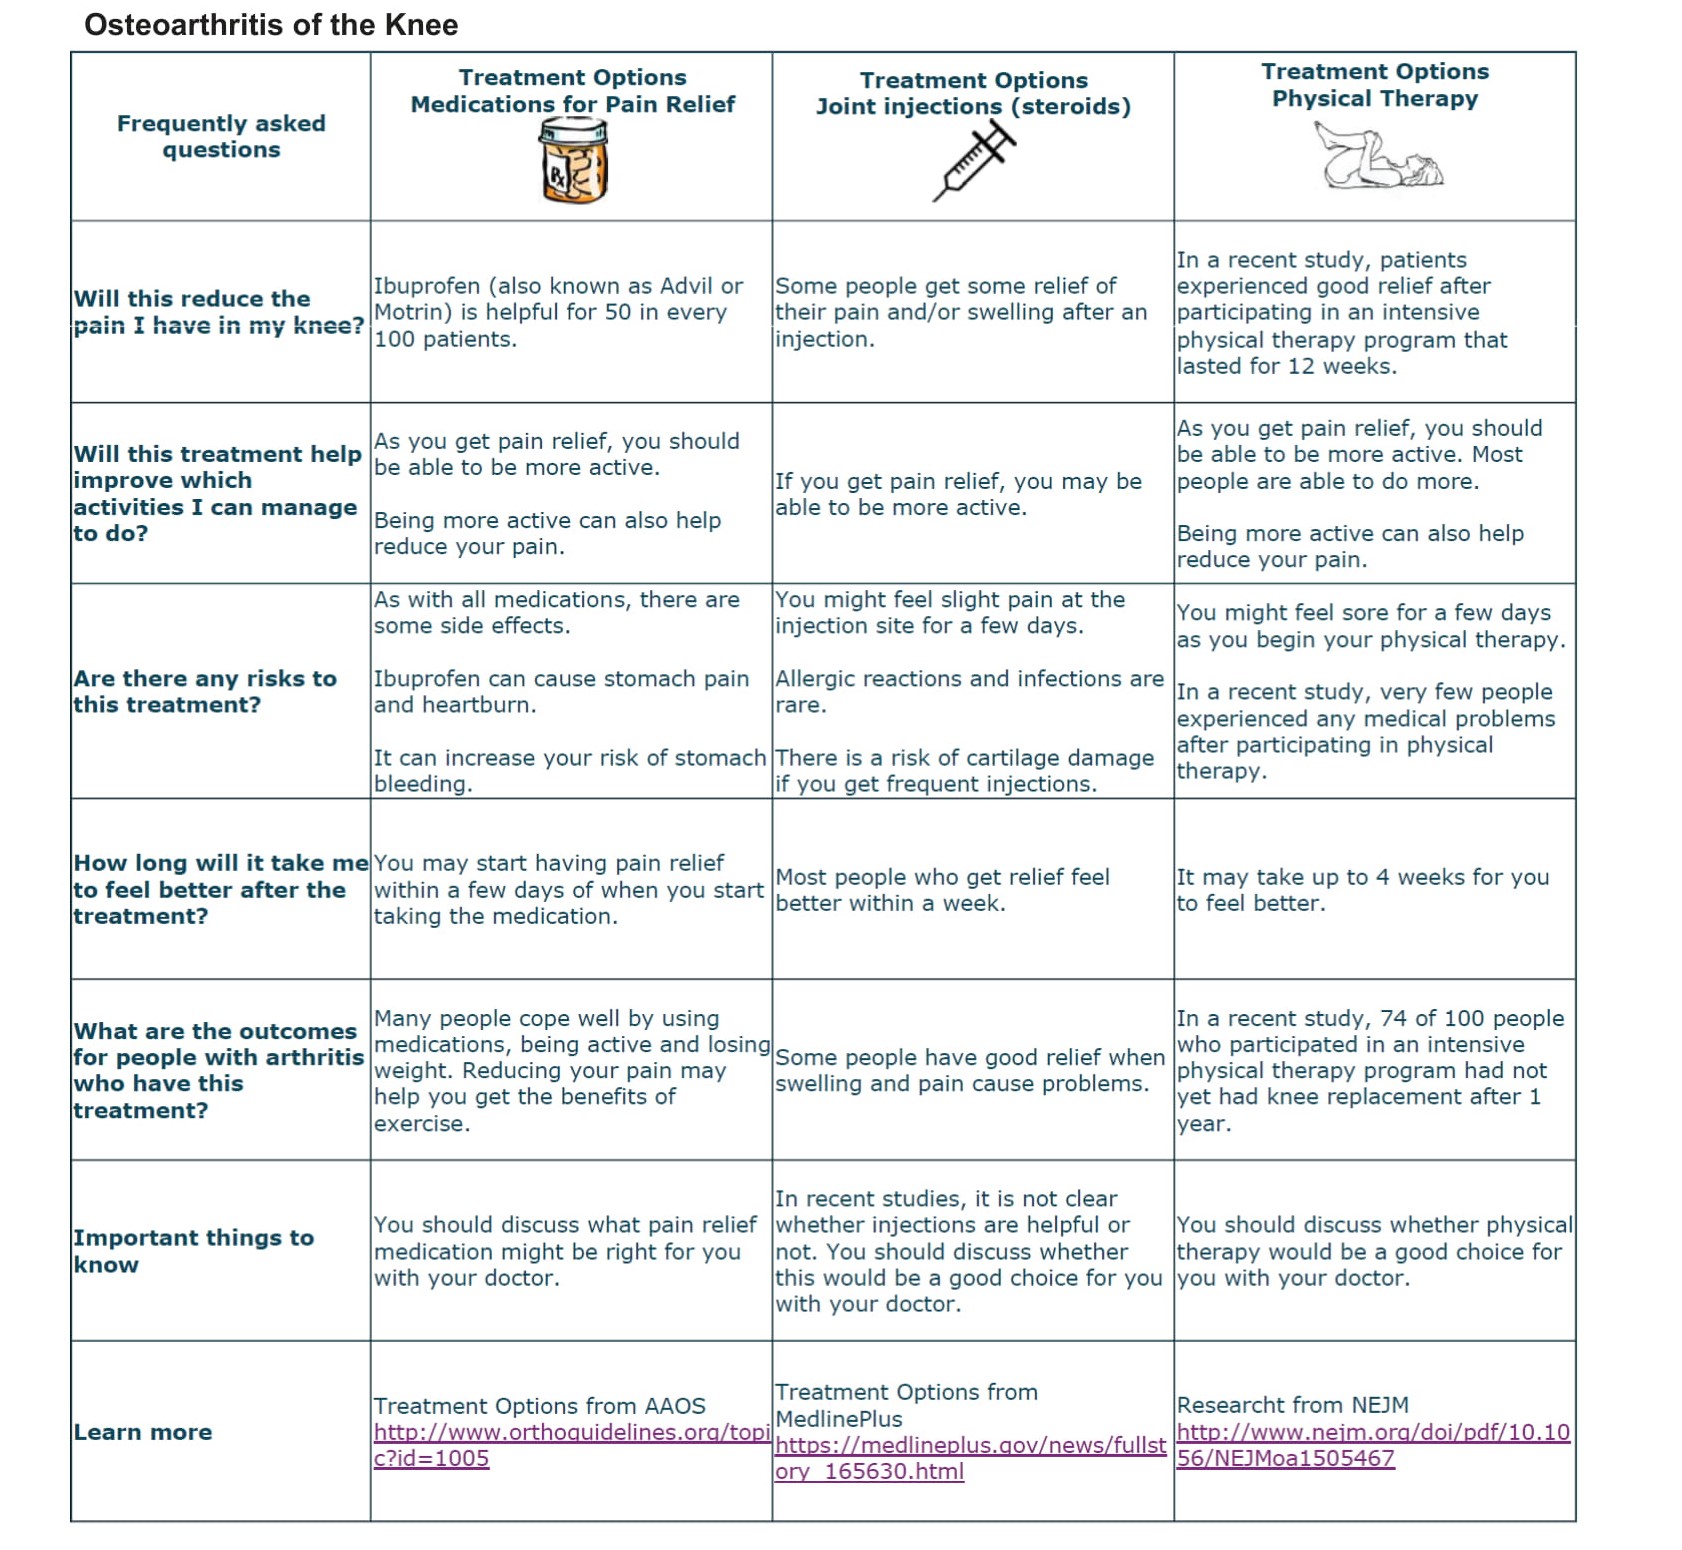 Osteoarthritis of the Knee
Frequently asked
questions
Treatment Options
Medications for Pain Relief
Rx
Treatment Options
Joint injections (steroids)
Treatment Options
Physical Therapy
Will this reduce the
pain I have in my knee?
Ibuprofen (also known as Advil or
Motrin) is helpful for 50 in every
100 patients.
Some people get some relief of
their pain and/or swelling after an
injection.
In a recent study, patients
experienced good relief after
participating in an intensive
physical therapy program that
lasted for 12 weeks.
Will this treatment help
improve which
activities I can manage
to do?
As you get pain relief, you should
be able to be more active.
Being more active can also help
reduce your pain.
If you get pain relief, you may be
able to be more active.
As you get pain relief, you should
be able to be more active. Most
people are able to do more.
Being more active can also help
reduce your pain.
Are there any risks to
this treatment?
As with all medications, there are
some side effects.
Ibuprofen can cause stomach pain
and heartburn.
It can increase your risk of stomach
bleeding.
You might feel slight pain at the
injection site for a few days.
Allergic reactions and infections are
rare.
There is a risk of cartilage damage
if you get frequent injections.
You might feel sore for a few days
as you begin your physical therapy.
In a recent study, very few people
experienced any medical problems
after participating in physical
therapy.
How long will it take me
to feel better after the
treatment?
You may start having pain relief
within a few days of when you start
taking the medication.
Most people who get relief feel
better within a week.
It may take up to 4 weeks for you
to feel better.
What are the outcomes
for people with arthritis
who have this
treatment?
Many people cope well by using
medications, being active and losing
weight. Reducing your pain may
help you get the benefits of
exercise.
Some people have good relief when
swelling and pain cause problems.
In a recent study, 74 of 100 people
who participated in an intensive
physical therapy program had not
yet had knee replacement after 1
year.
Important things to
know
You should discuss what pain relief
medication might be right for you
with your doctor.
In recent studies, it is not clear
whether injections are helpful or
not. You should discuss whether
this would be a good choice for you
with your doctor.
You should discuss whether physical
therapy would be a good choice for
you with your doctor.
Learn more
Treatment Options from AAOS
http://www.orthoguidelines.org/topi
c?id=1005
Treatment Options from
MedlinePlus
https://medlineplus.gov/news/fullst
ory_165630.html
Researcht from NEJM
http://www.nejm.org/doi/pdf/10.10
56/NEJMoa1505467